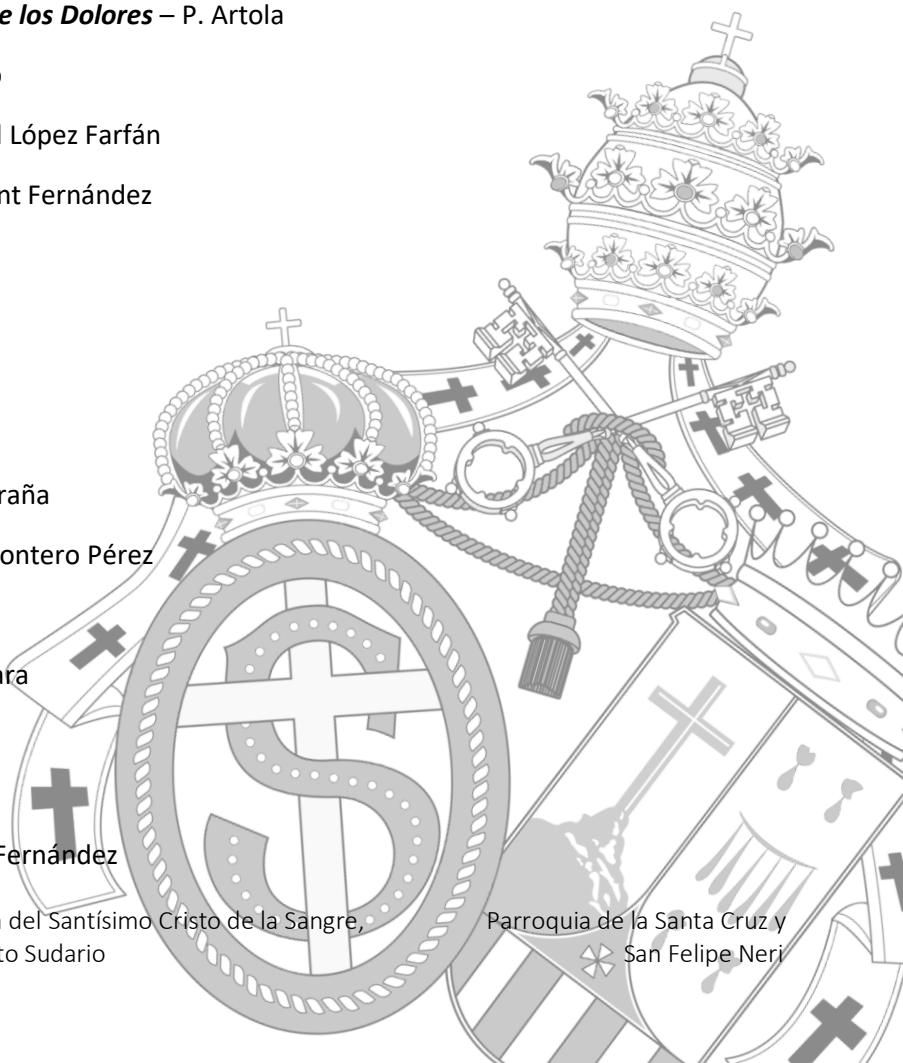 e los Dolores – P. Artola
o
l López Farfán
nt Fernández
raña
ontero Pérez
ara
Fernández
a del Santísimo Cristo de la Sangre,
to Sudario
Parroquia de la Santa Cruz y
San Felipe Neri